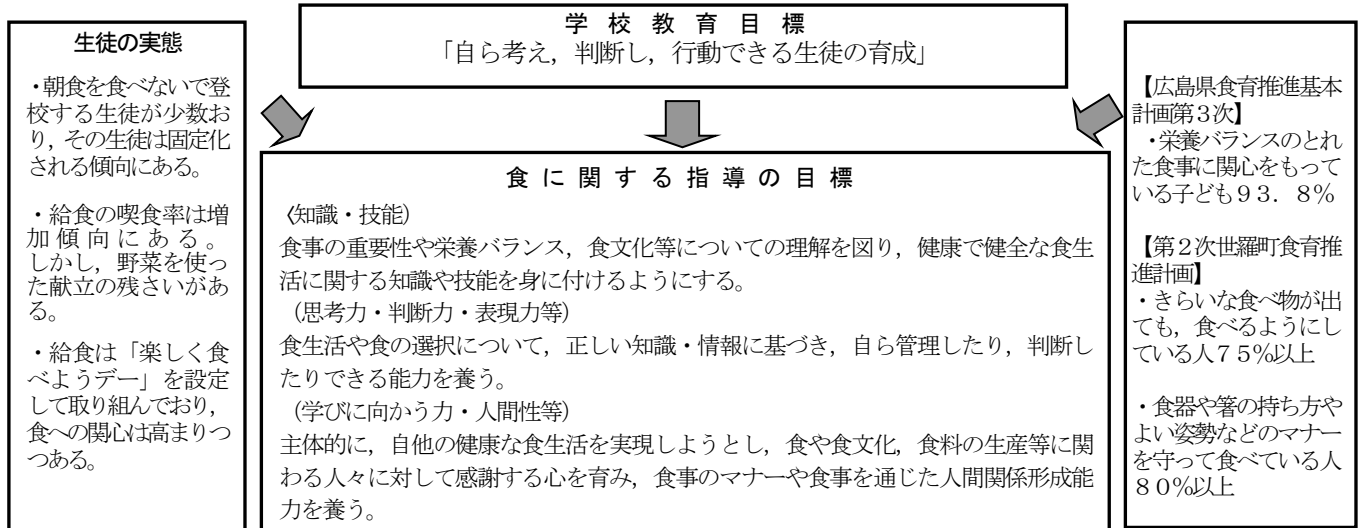 学 校 教 育 目 標
「自ら考え，判断し，行動できる生徒の育成」
生徒の実態
・朝食を食べないで登
校する生徒が少数お
り，その生徒は固定化
される傾向にある。
・給食の喫食率は増
加傾向にある。
しかし，野菜を使っ
た献立の残さいがあ
る。
・給食は「楽しく食
べようデー」を設定
して取り組んでおり，
食への関心は高まりつ
つある。
食 に 関 す る 指 導 の 目 標
〈知識・技能）
食事の重要性や栄養バランス，食文化等についての理解を図り，健康で健全な食生
活に関する知識や技能を身に付けるようにする。
（思考力・判断力・表現力等）
食生活や食の選択について，正しい知識・情報に基づき，自ら管理したり，判断し
たりできる能力を養う。
（学びに向かう力・人間性等）
主体的に，自他の健康な食生活を実現しようとし，食や食文化，食料の生産等に関
わる人々に対して感謝する心を育み，食事のマナーや食事を通じた人間関係形成能
力を養う。
【広島県食育推進基本
計画第３次】
・栄養バランスのとれ
た食事に関心をもって
いる子ども９３．８％
【第２次世羅町食育推
進計画】
・きらいな食べ物が出
ても，食べるようにし
ている人７５％以上
・食器や箸の持ち方や
よい姿勢などのマナー
を守って食べている人
８０％以上